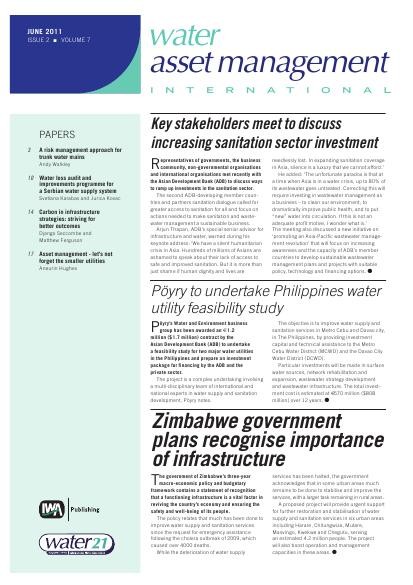 JUNE 2011
ISSUE 2 ■ VOLUME 7
water
asset management
INTERNATIONAL
PAPERS
2 A risk management approach for
trunk water mains
Andy Walkley
10 Water loss audit and
improvements programme for
a Serbian water supply system
Svetlana Karabas and Jurica Kovac
14 Carbon in infrastructure
strategies: striving for
better outcomes
Djonga Seccombe and
Matthew Ferguson
17 Asset management - let's not
forget the smaller utilities
Aneurin Hughes
IWA Publishing
water21
Key stakeholders meet to discuss
increasing sanitation sector investment
Representatives of governments, the business
community, non-governmental organisations
and international organisations met recently with
the Asian Development Bank (ADB) to discuss ways
to ramp up investments in the sanitation sector.
The second ADB-developing member coun-
tries and partners sanitation dialogue called for
greater access to sanitation for all and focus on
actions needed to make sanitation and waste-
water management a sustainable business.
Arjun Thapan, ADB's special senior advisor for
infrastructure and water, warned during his
keynote address: 'We have a silent humanitarian
crisis in Asia. Hundreds of millions of Asians are
ashamed to speak about their lack of access to
safe and improved sanitation. But it is more than
just shame if human dignity and lives are
needlessly lost. In expanding sanitation coverage
in Asia, silence is a luxury that we cannot afford.'
He added: 'The unfortunate paradox is that at
a time when Asia is in a water crisis, up to 80% of
its wastewater goes untreated. Correcting this will
require investing in wastewater management as
a business - to clean our environment, to
dramatically improve public health, and to put
"new" water into circulation. If this is not an
adequate profit motive, I wonder what is.'
The meeting also discussed a new initiative on
'promoting an Asia-Pacific wastewater manage-
ment revolution' that will focus on increasing
awareness and the capacity of ADB's member
countries to develop sustainable wastewater
management plans and projects with suitable
policy, technology and financing options. ●
Pöyry to undertake Philippines water
utility feasibility study
Pöyry's Water and Environment business
group has been awarded an €1.2
million ($1.7 million) contract by the
Asian Development Bank (ADB) to undertake
a feasibility study for two major water utilities
in the Philippines and prepare an investment
package for financing by the ADB and the
private sector.
The project is a complex undertaking involving
a multi-disciplinary team of international and
national experts in water supply and sanitation
development, Pöyry notes.
The objective is to improve water supply and
sanitation services in Metro Cebu and Davao city,
in The Philippines, by providing investment
capital and technical assistance to the Metro
Cebu Water District (MCWD) and the Davao City
Water District (DCWD).
Particular investments will be made in surface
water sources, network rehabilitation and
expansion, wastewater strategy development
and wastewater infrastructure. The total invest-
ment cost is estimated at €570 million ($808
million) over 12 years. ●
Zimbabwe government
plans recognise importance
of infrastructure
The government of Zimbabwe's three-year
macro-economic policy and budgetary
framework contains a statement of recognition
that a functioning infrastructure is a vital factor in
reviving the country's economy and ensuring the
safety and well-being of its people.
The policy relates that much has been done to
improve water supply and sanitation services
since the request for emergency assistance
following the cholera outbreak of 2009, which
caused over 4000 deaths.
While the deterioration of water supply
services has been halted, the government
acknowledges that in some urban areas much
remains to be done to stabilise and improve the
services, with a larger task remaining in rural areas.
A proposed project will provide urgent support
for further restoration and stabilisation of water
supply and sanitation services in six urban areas
including Harare, Chitungwiza, Mutare,
Masvingo, Kwekwe and Chegutu, serving
an estimated 4.2 million people. The project
will also boost operation and management
capacities in these areas. ●